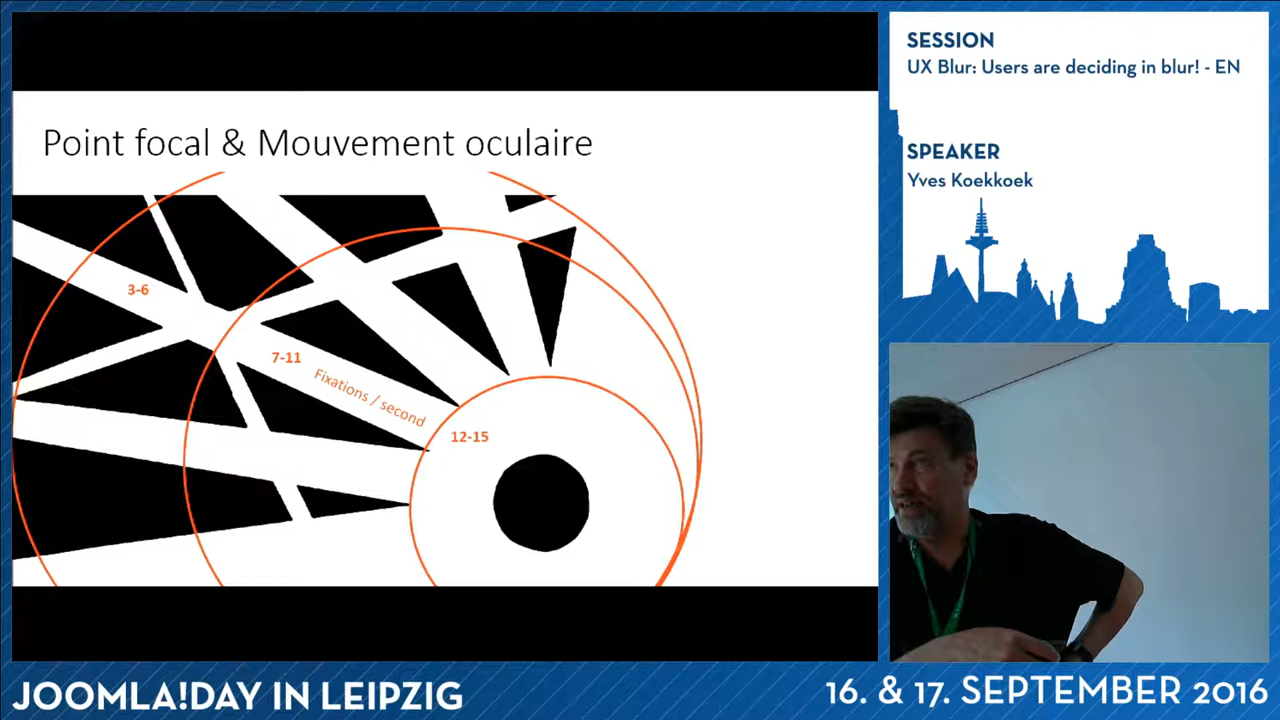 SESSION
UX Blur: Users are deciding in blur! - EN
SPEAKER
Yves Koekkoek
Point focal & Mouvement oculaire
3-6
7-11
Fixations / second
12-15
JOOMLA!DAY IN LEIPZIG
16. & 17. SEPTEMBER 2016